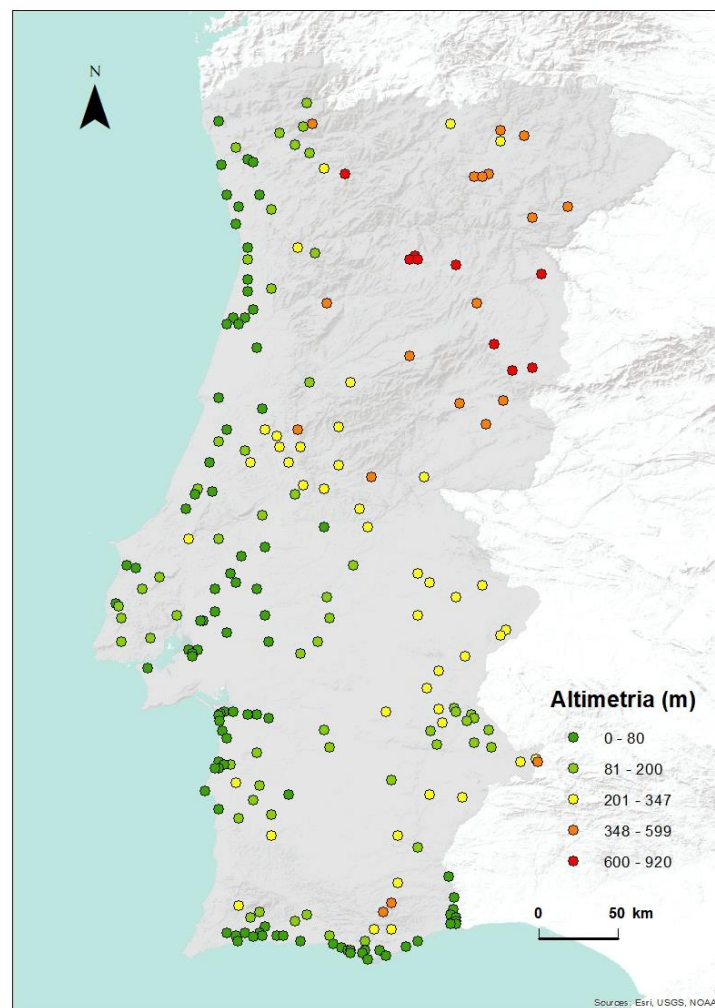 N
Altimetria (m)
0 - 80
81 - 200
201 - 347
348 - 599
600 - 920
0 50 km
Sources: Esri, USGS, NOAA